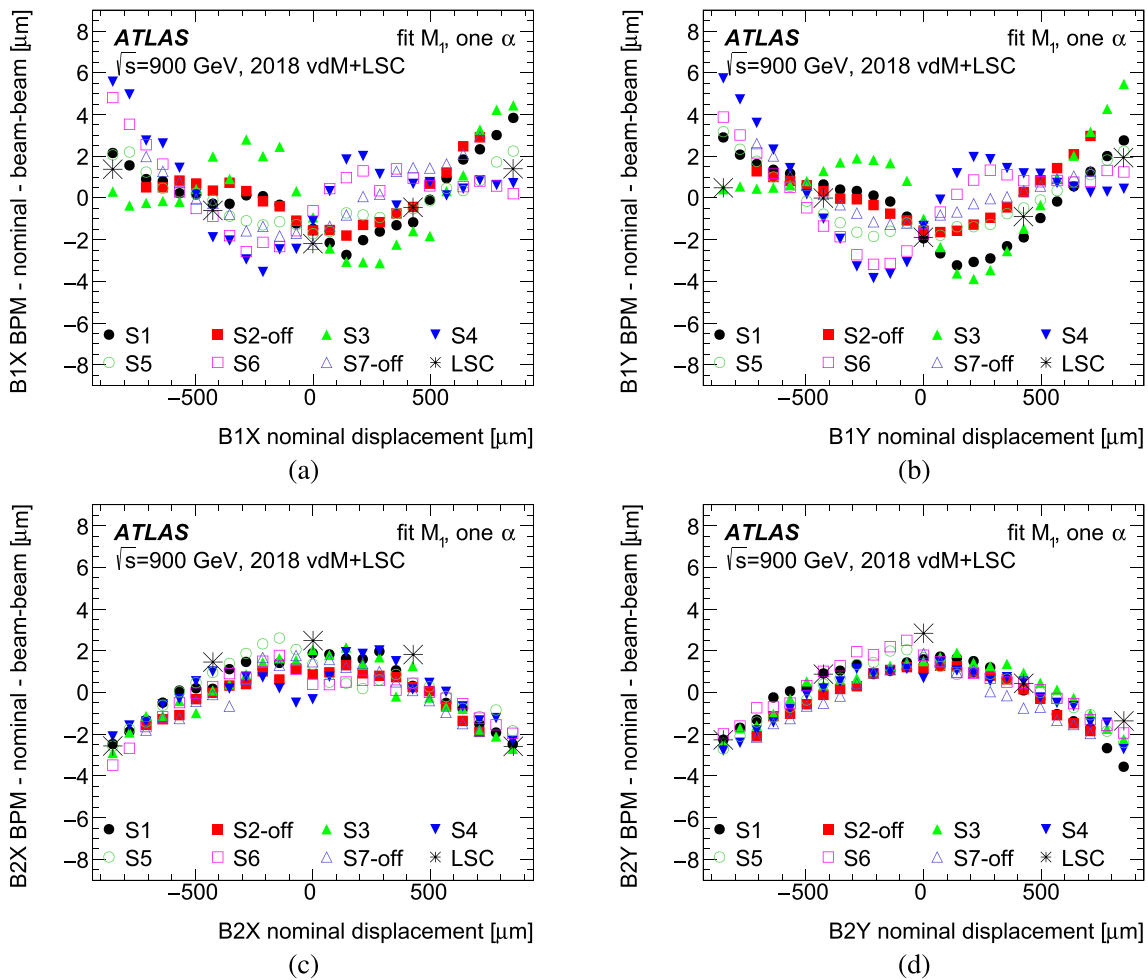 B1X BPM - nominal - beam-beam [μm]
8
6
4
2
0
−2
−4
−6
−8
ATLAS fit M₁, one α
√s=900 GeV, 2018 vdM+LSC
S1 S2-off S3 S4
S5 S6 S7-off LSC
−500 0 500
B1X nominal displacement [μm]
(a)
B1Y BPM - nominal - beam-beam [μm]
8
6
4
2
0
−2
−4
−6
−8
ATLAS fit M₁, one α
√s=900 GeV, 2018 vdM+LSC
S1 S2-off S3 S4
S5 S6 S7-off LSC
−500 0 500
B1Y nominal displacement [μm]
(b)
B2X BPM - nominal - beam-beam [μm]
8
6
4
2
0
−2
−4
−6
−8
ATLAS fit M₁, one α
√s=900 GeV, 2018 vdM+LSC
S1 S2-off S3 S4
S5 S6 S7-off LSC
−500 0 500
B2X nominal displacement [μm]
(c)
B2Y BPM - nominal - beam-beam [μm]
8
6
4
2
0
−2
−4
−6
−8
ATLAS fit M₁, one α
√s=900 GeV, 2018 vdM+LSC
S1 S2-off S3 S4
S5 S6 S7-off LSC
−500 0 500
B2Y nominal displacement [μm]
(d)